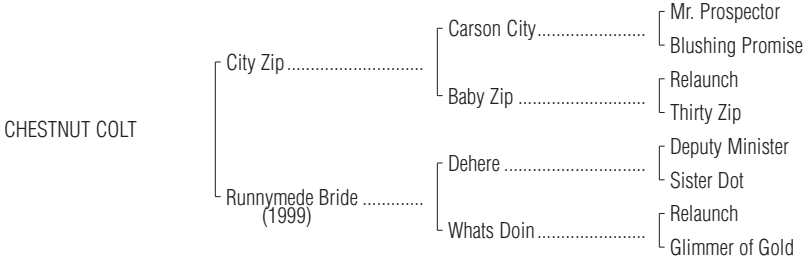 Mr. Prospector
Carson City.......................
Blushing Promise
City Zip.............................
Relaunch
Baby Zip ...........................
Thirty Zip
CHESTNUT COLT
Deputy Minister
Dehere ..............................
Sister Dot
Runnymede Bride .............
(1999)
Relaunch
Whats Doin.......................
Glimmer of Gold